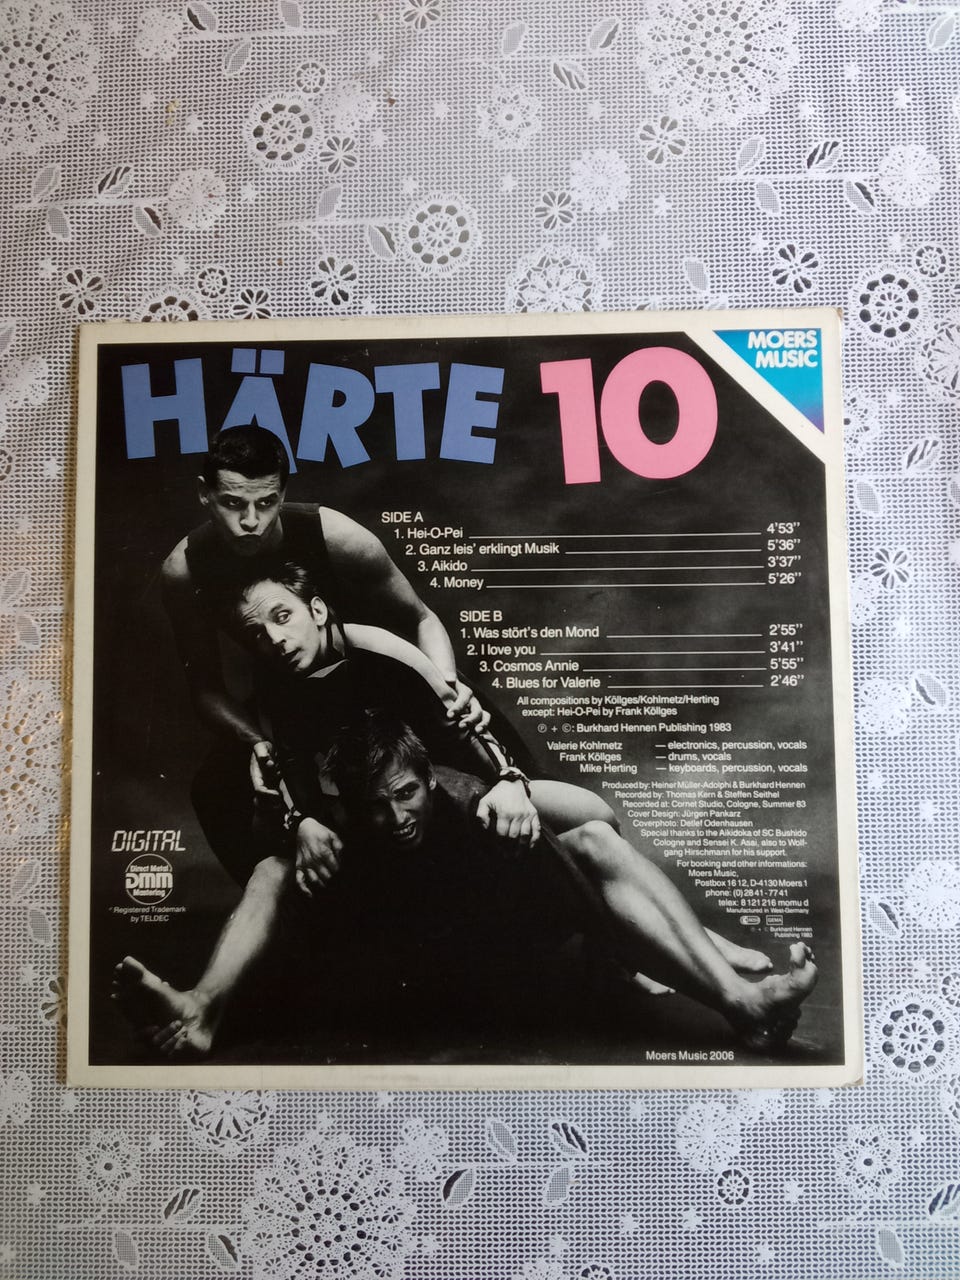 MOERS
MUSIC
HÄRTE 10
SIDE A
1. Hei-O-Pei 4'53''
2. Ganz leis' erklingt Musik 5'36''
3. Aikido 3'37''
4. Money 5'26''
SIDE B
1. Was stört's den Mond 2'55''
2. I love you 3'41''
3. Cosmos Annie 5'55''
4. Blues for Valerie 2'46''
All compositions by Köllges/Kohlmetz/Herting
except: Hei-O-Pei by Frank Köllges
℗ + ©: Burkhard Hennen Publishing 1983
Valerie Kohlmetz — electronics, percussion, vocals
Frank Köllges — drums, vocals
Mike Herting — keyboards, percussion, vocals
Produced by: Heiner Müller-Adolphi & Burkhard Hennen
Recorded by: Thomas Kern & Steffen Seithel
Recorded at: Cornet Studio, Cologne, Summer 83
Cover Design: Jürgen Pankarz
Coverphoto: Detlef Odenhausen
Special thanks to the Aikidoka of SC Bushido
Cologne and Sensei K. Asai, also to Wolf-
gang Hirschmann for his support.
For booking and other informations:
Moers Music,
Postbox 16 12, D-4130 Moers 1
phone: (0) 28 41 - 77 41
telex: 8 121 216 momu d
Manufactured in West-Germany
GEMA
℗ + © Burkhard Hennen
Publishing 1983
DIGITAL
Direct Metal
DMM
Mastering
* Registered Trademark
by TELDEC
Moers Music 2006